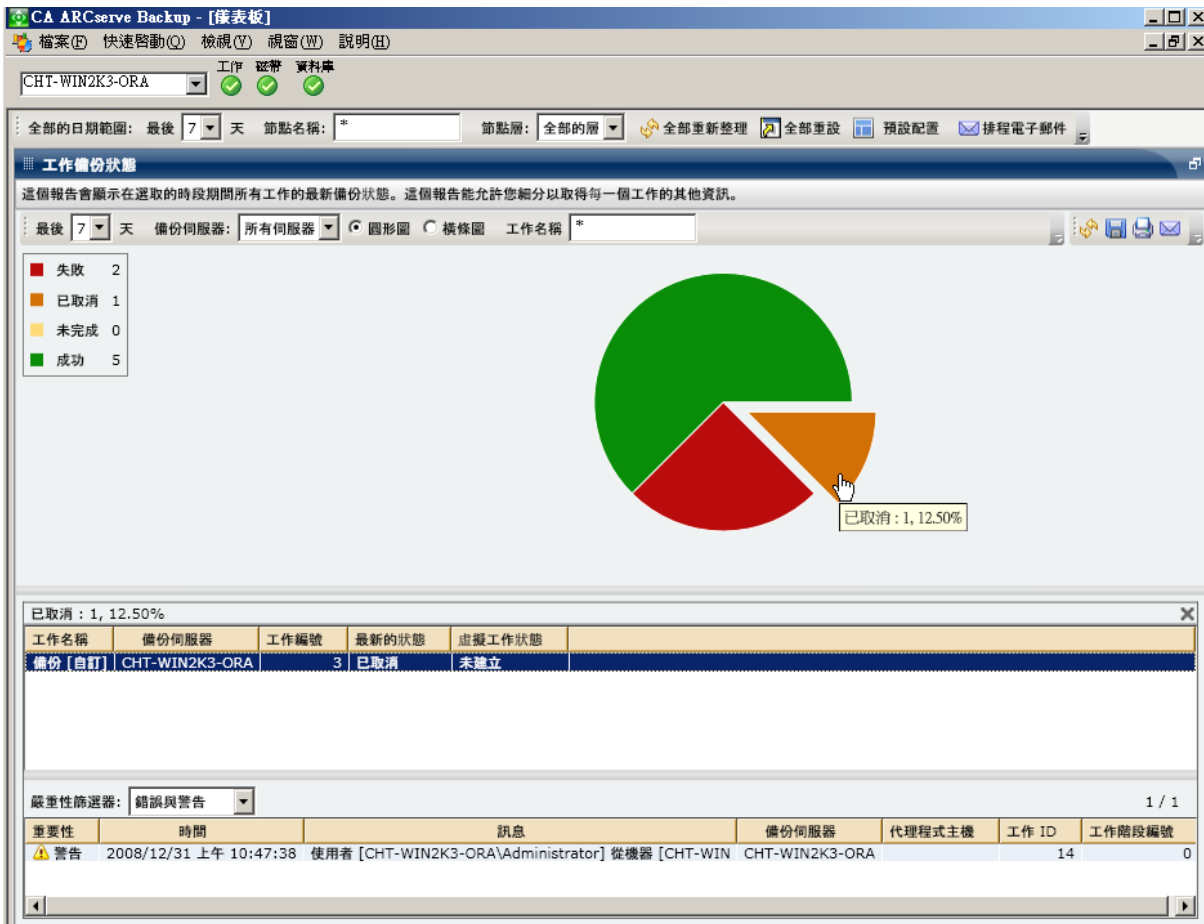 CA ARCserve Backup - [儀表板]
檔案(F) 快速啓動(Q) 檢視(V) 視窗(W) 説明(H)
工作 磁帶 資料庫
CHT-WIN2K3-ORA
全部的日期範圍: 最後 7 天 節點名稱: * 節點層: 全部的層 全部重新整理 全部重設 預設配置 排程電子郵件
工作備份狀態
這個報告會顯示在選取的時段期間所有工作的最新備份狀態。這個報告能允許您細分以取得每一個工作的其他資訊。
最後 7 天 備份伺服器: 所有伺服器 圓形圖 橫條圖 工作名稱 *
失敗 2
已取消 1
未完成 0
成功 5
已取消 : 1, 12.50%
已取消 : 1, 12.50%
工作名稱 備份伺服器 工作編號 最新的狀態 虛擬工作狀態
備份 [自訂] CHT-WIN2K3-ORA 3 已取消 未建立
嚴重性篩選器: 錯誤與警告 1 / 1
重要性 時間 訊息 備份伺服器 代理程式主機 工作 ID 工作階段編號
警告 2008/12/31 上午 10:47:38 使用者 [CHT-WIN2K3-ORA\Administrator] 從機器 [CHT-WIN CHT-WIN2K3-ORA 14 0